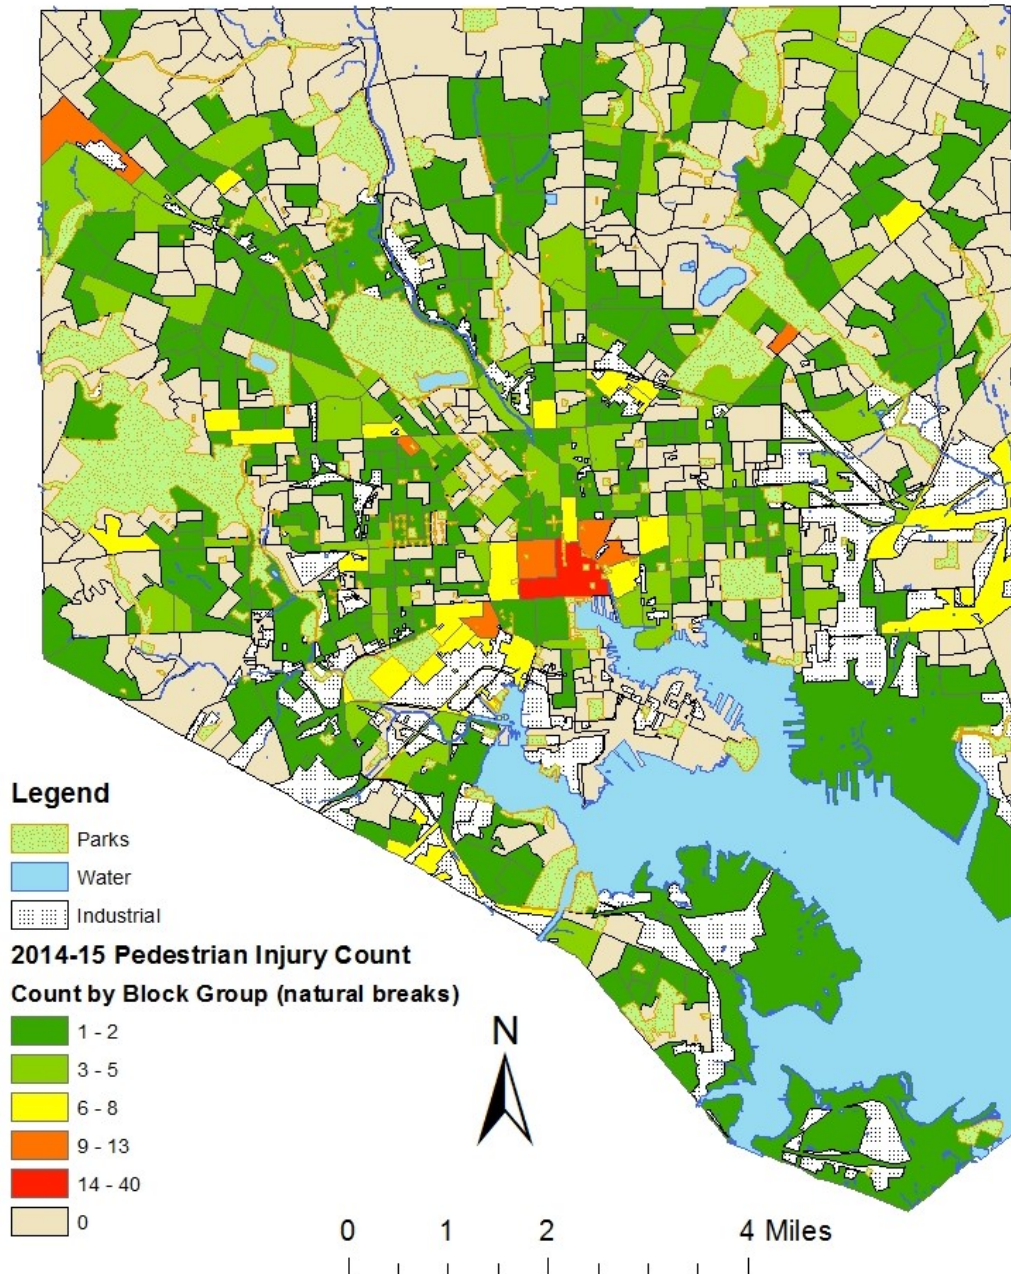 Legend
Parks
Water
Industrial
2014-15 Pedestrian Injury Count
Count by Block Group (natural breaks)
1 - 2
3 - 5
6 - 8
9 - 13
14 - 40
0
N
0 1 2 4 Miles